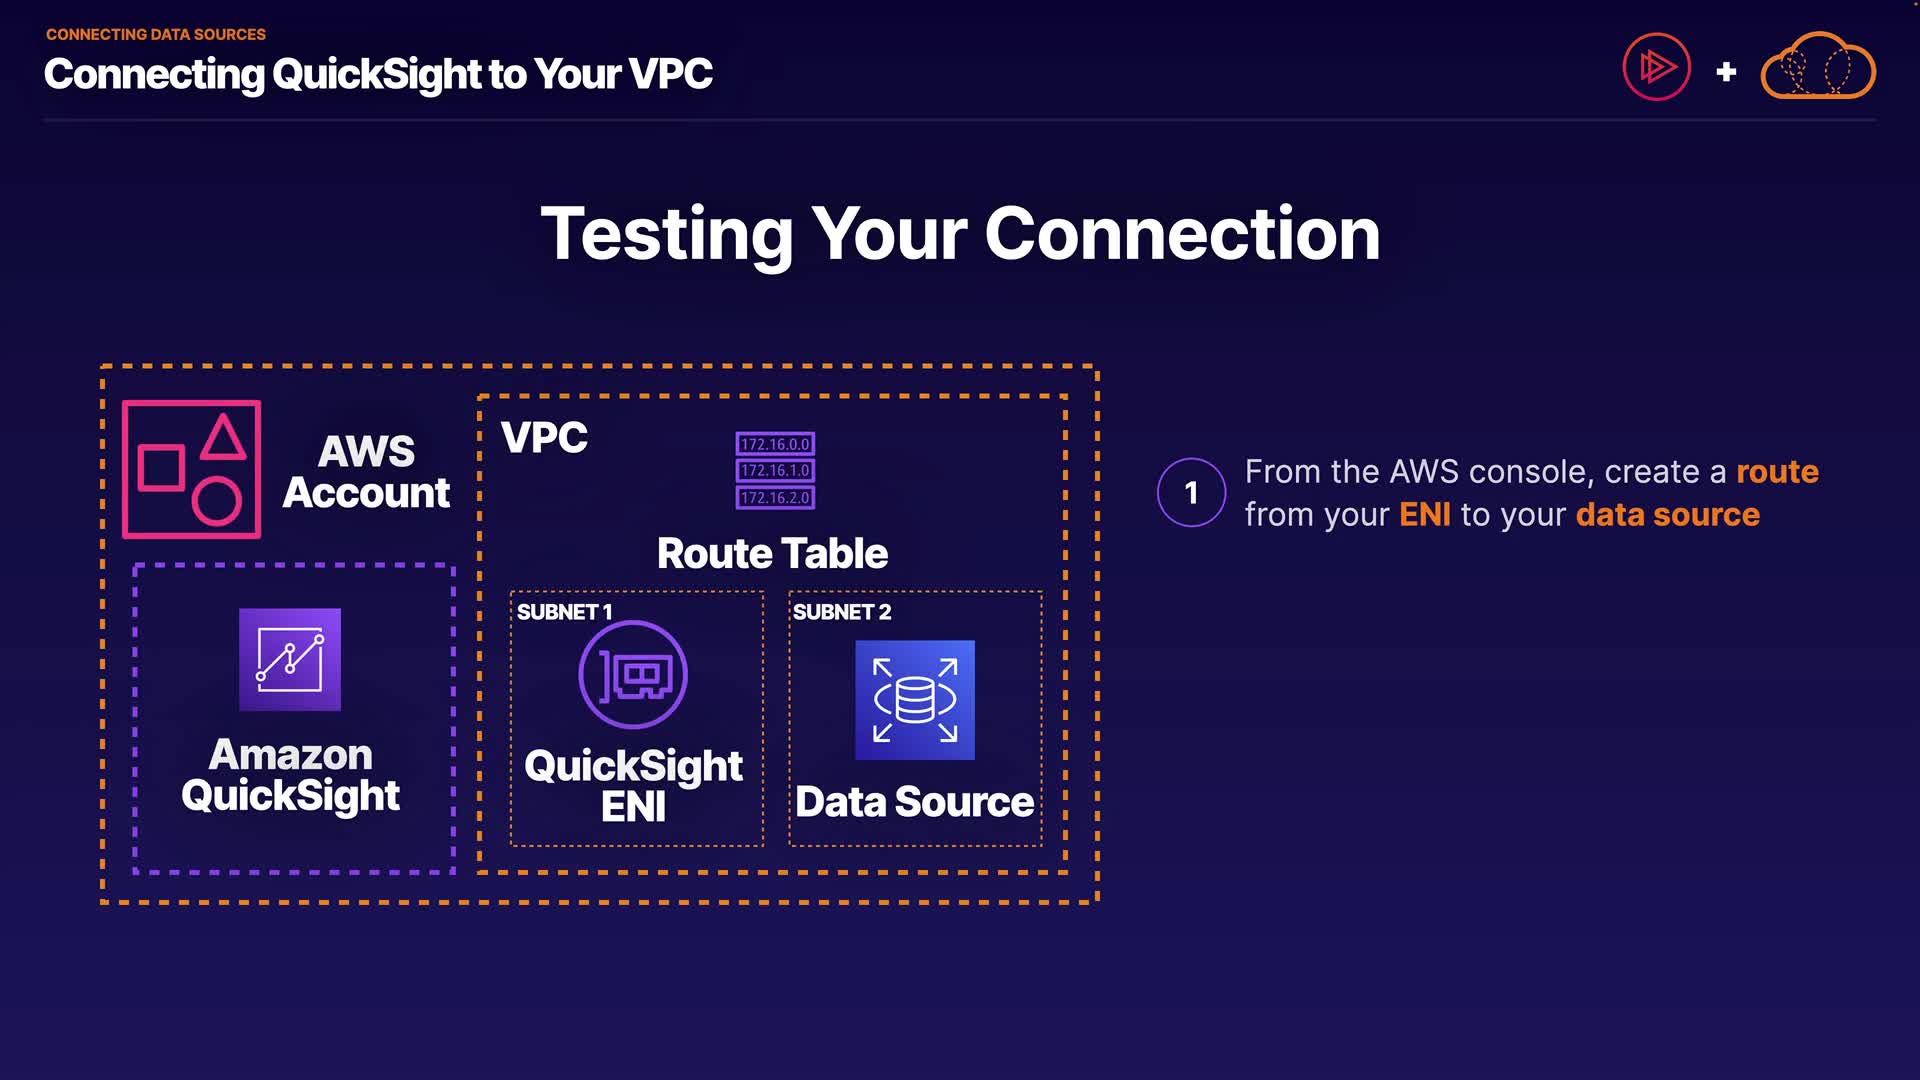 CONNECTING DATA SOURCES
Connecting QuickSight to Your VPC
Testing Your Connection
AWS
Account
VPC
172.16.0.0
172.16.1.0
172.16.2.0
Route Table
SUBNET 1
SUBNET 2
Amazon
QuickSight
QuickSight
ENI
Data Source
1
From the AWS console, create a route
from your ENI to your data source